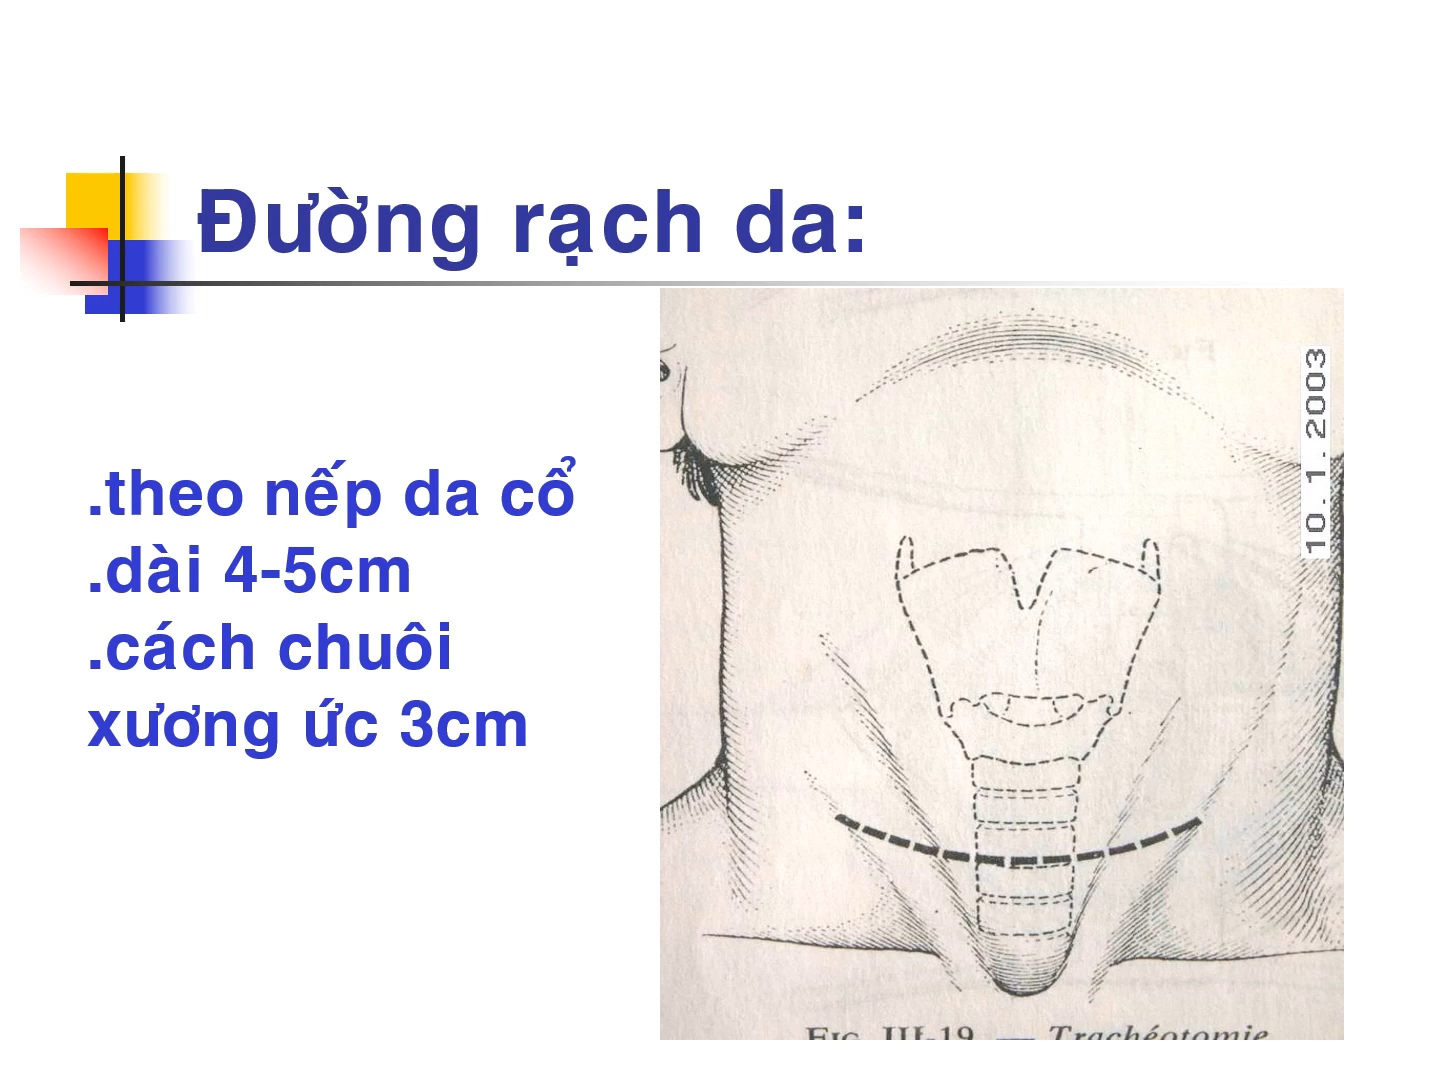 Đường rạch da:
.theo nếp da cổ
.dài 4-5cm
.cách chuôi
xương ức 3cm
10. 1. 2003
FIG. III-19 — Trachéotomie